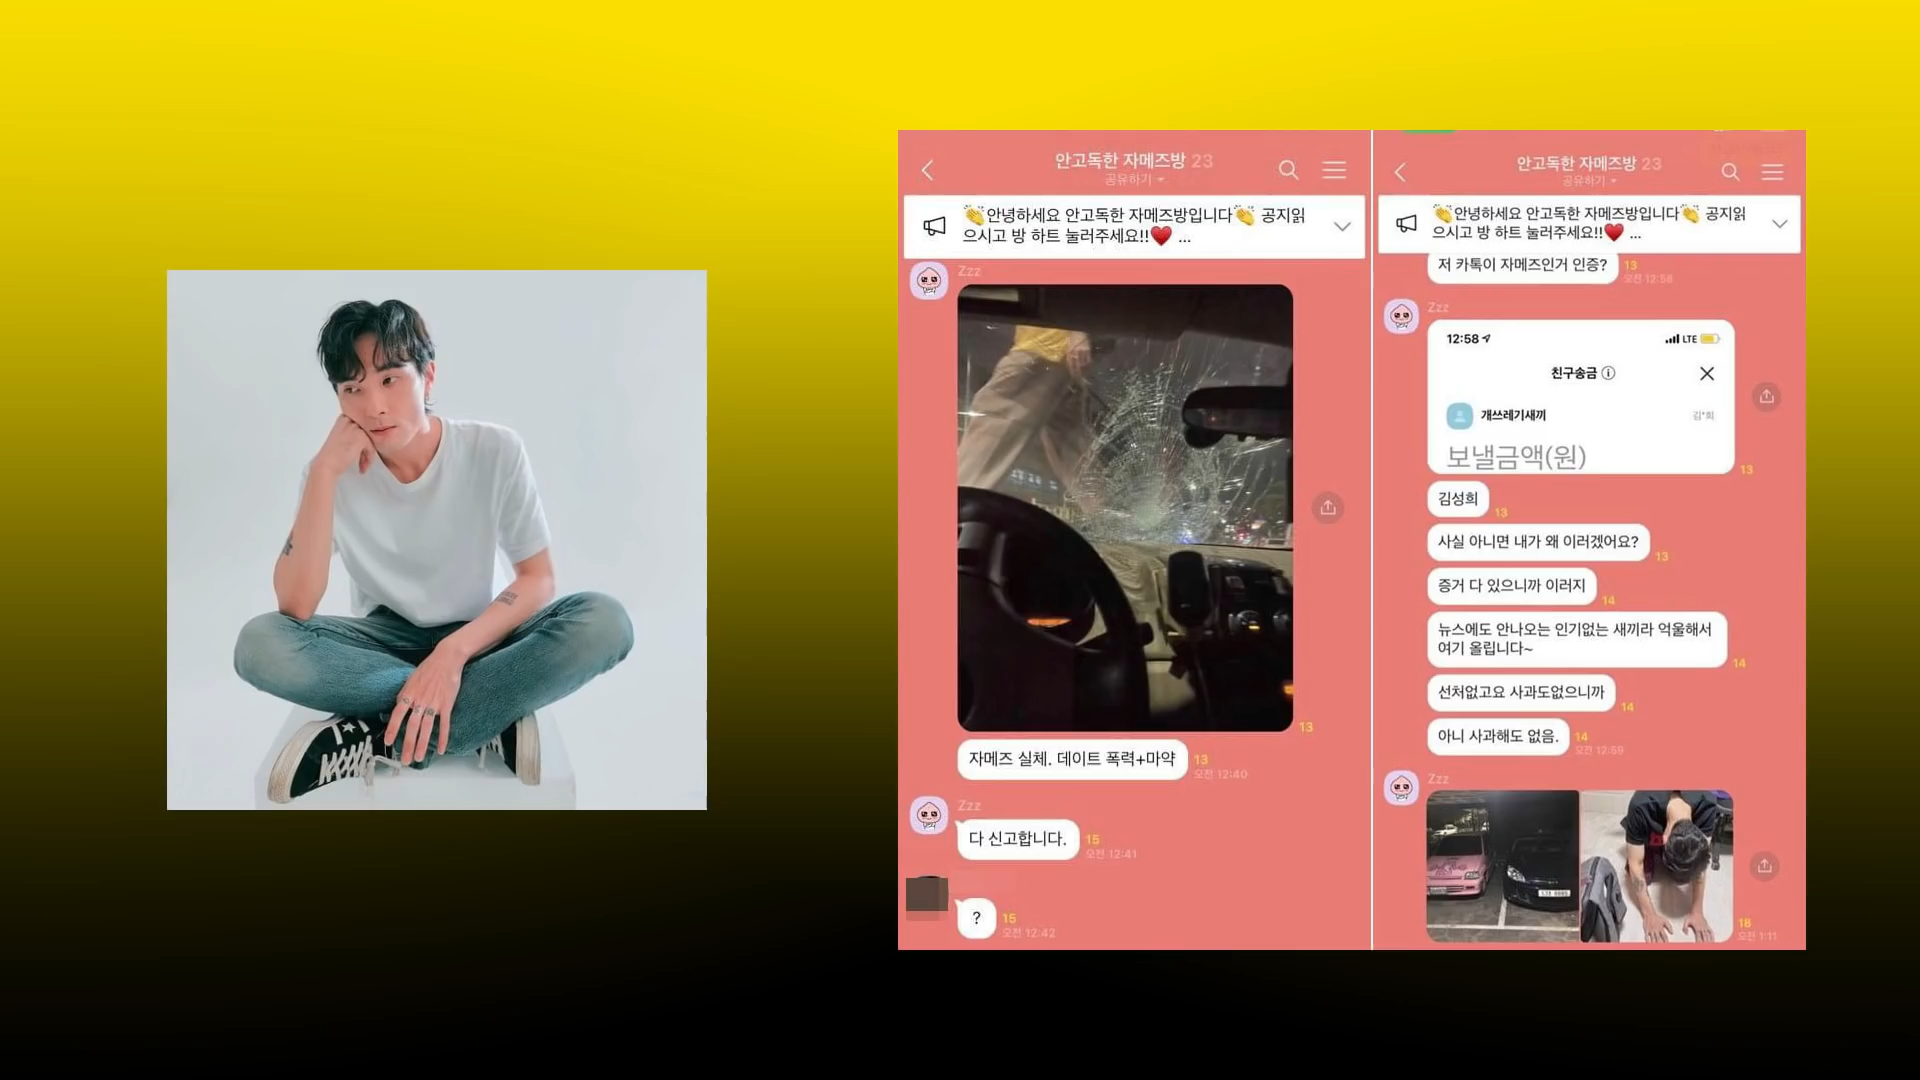 안고독한 자메즈방 23
공유하기
👏안녕하세요 안고독한 자메즈방입니다👏 공지읽
으시고 방 하트 눌러주세요!!❤️ ...
Zzz
13
자메즈 실체. 데이트 폭력+마약
13
오전 12:40
Zzz
다 신고합니다.
15
오전 12:41
?
15
오전 12:42
안고독한 자메즈방 23
공유하기
👏안녕하세요 안고독한 자메즈방입니다👏 공지읽
으시고 방 하트 눌러주세요!!❤️ ...
저 카톡이 자메즈인거 인증?
13
오전 12:58
Zzz
12:58
LTE
친구송금
개쓰레기새끼
김*희
보낼금액(원)
13
김성희
13
사실 아니면 내가 왜 이러겠어요?
13
증거 다 있으니까 이러지
14
뉴스에도 안나오는 인기없는 새끼라 억울해서
여기 올립니다~
14
선처없고요 사과도없으니까
14
아니 사과해도 없음.
14
오전 12:59
Zzz
18
오전 1:11